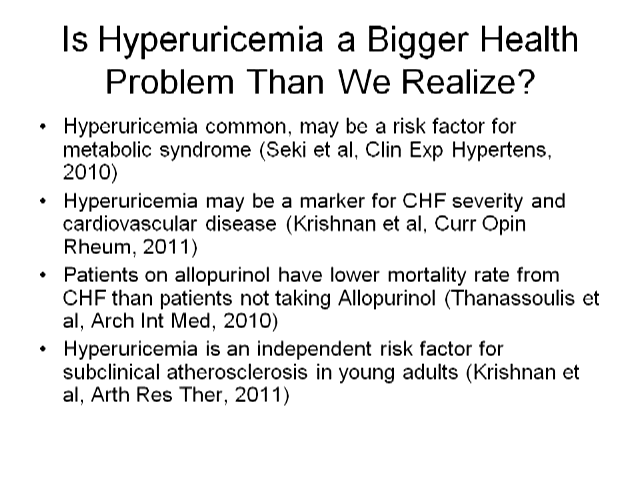 Is Hyperuricemia a Bigger Health
Problem Than We Realize?
• Hyperuricemia common, may be a risk factor for
metabolic syndrome (Seki et al, Clin Exp Hypertens,
2010)
• Hyperuricemia may be a marker for CHF severity and
cardiovascular disease (Krishnan et al, Curr Opin
Rheum, 2011)
• Patients on allopurinol have lower mortality rate from
CHF than patients not taking Allopurinol (Thanassoulis et
al, Arch Int Med, 2010)
• Hyperuricemia is an independent risk factor for
subclinical atherosclerosis in young adults (Krishnan et
al, Arth Res Ther, 2011)